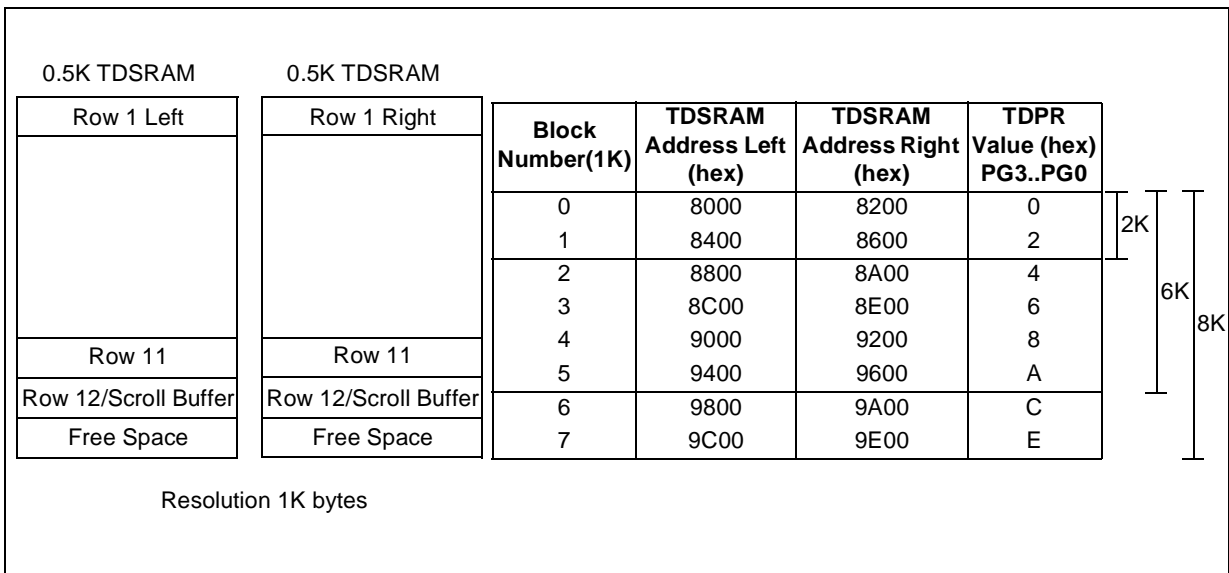 0.5K TDSRAM 0.5K TDSRAM
Row 1 Left Row 1 Right
Row 11 Row 11
Row 12/Scroll Buffer Row 12/Scroll Buffer
Free Space Free Space
Block Number(1K) TDSRAM Address Left (hex) TDSRAM Address Right (hex) TDPR Value (hex) PG3..PG0
0 8000 8200 0
1 8400 8600 2
2 8800 8A00 4
3 8C00 8E00 6
4 9000 9200 8
5 9400 9600 A
6 9800 9A00 C
7 9C00 9E00 E
2K
6K
8K
Resolution 1K bytes